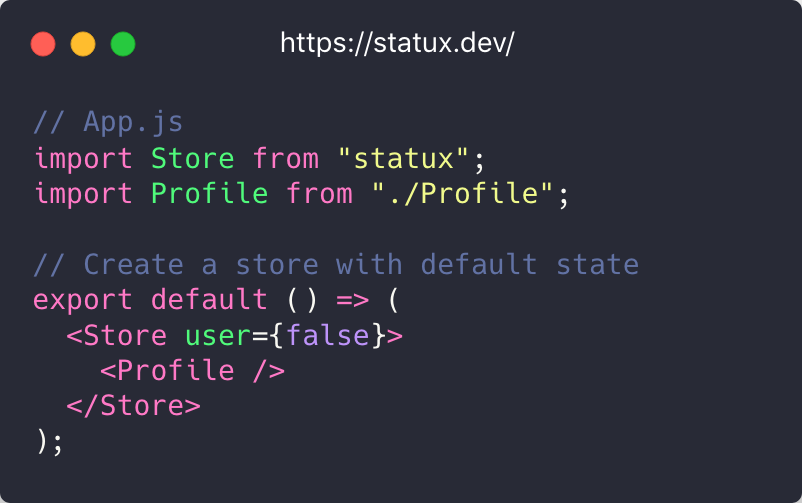 https://statux.dev/
// App.js
import Store from "statux";
import Profile from "./Profile";

// Create a store with default state
export default () => (
  <Store user={false}>
    <Profile />
  </Store>
);